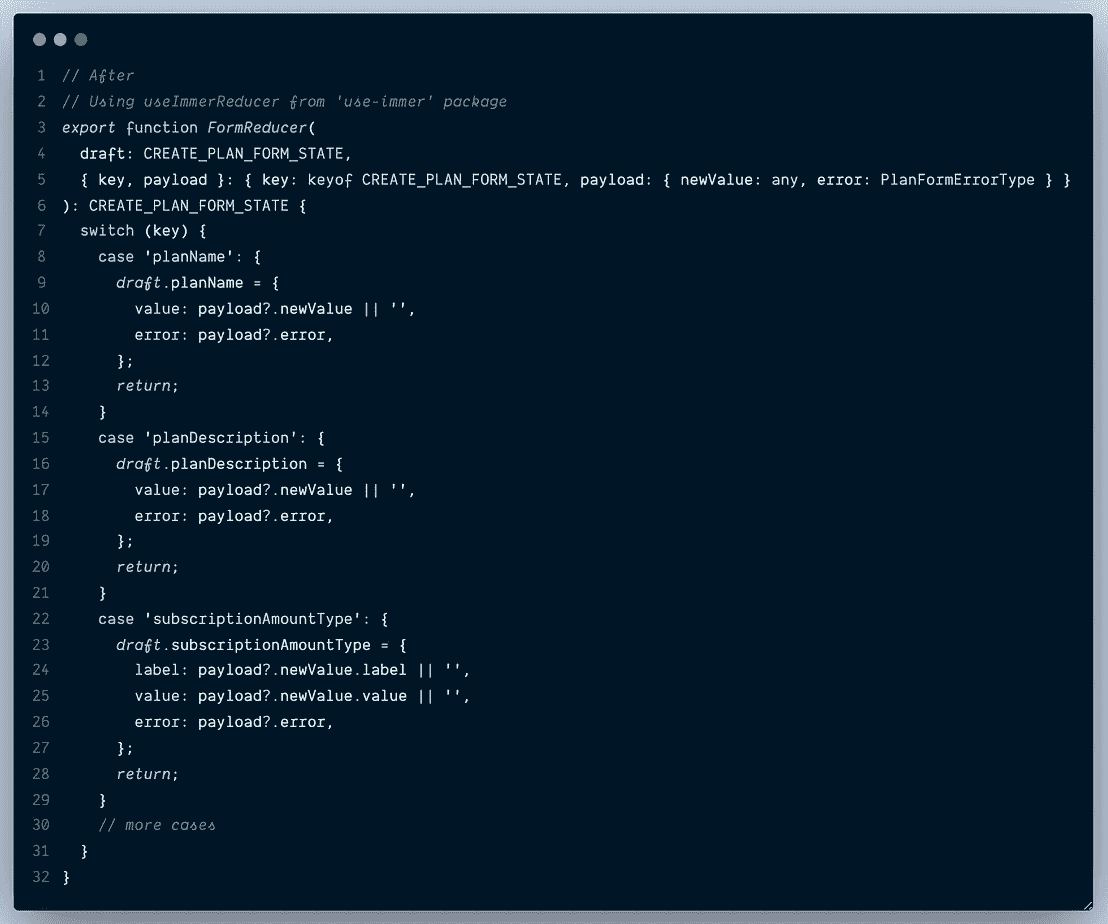 1 // After
2 // Using useImmerReducer from 'use-immer' package
3 export function FormReducer(
4   draft: CREATE_PLAN_FORM_STATE,
5   { key, payload }: { key: keyof CREATE_PLAN_FORM_STATE, payload: { newValue: any, error: PlanFormErrorType } }
6 ): CREATE_PLAN_FORM_STATE {
7   switch (key) {
8     case 'planName': {
9       draft.planName = {
10         value: payload?.newValue || '',
11         error: payload?.error,
12       };
13       return;
14     }
15     case 'planDescription': {
16       draft.planDescription = {
17         value: payload?.newValue || '',
18         error: payload?.error,
19       };
20       return;
21     }
22     case 'subscriptionAmountType': {
23       draft.subscriptionAmountType = {
24         label: payload?.newValue.label || '',
25         value: payload?.newValue.value || '',
26         error: payload?.error,
27       };
28       return;
29     }
30     // more cases
31   }
32 }